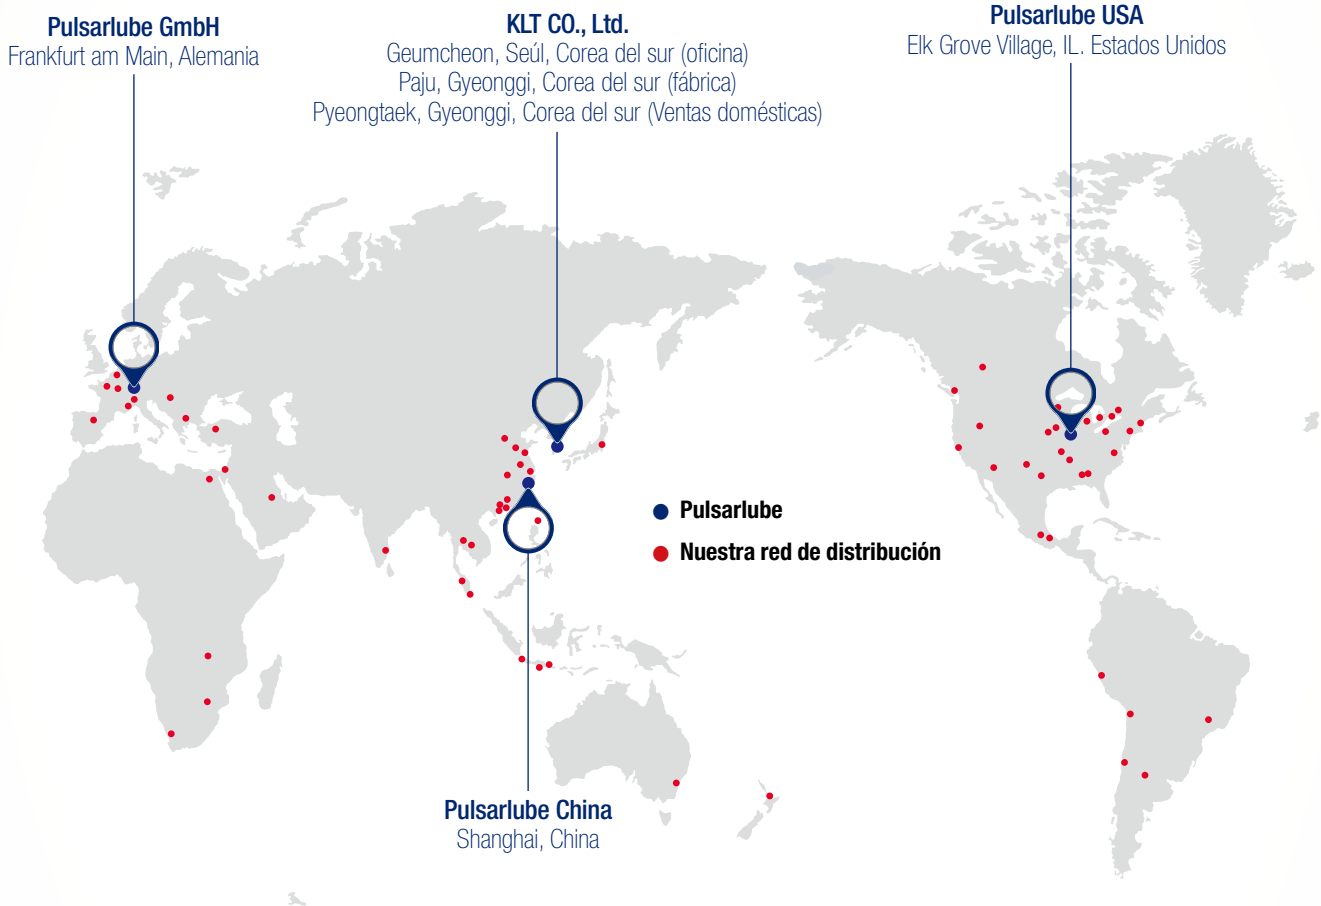 Pulsarlube GmbH
Frankfurt am Main, Alemania
KLT CO., Ltd.
Geumcheon, Seúl, Corea del sur (oficina)
Paju, Gyeonggi, Corea del sur (fábrica)
Pyeongtaek, Gyeonggi, Corea del sur (Ventas domésticas)
Pulsarlube USA
Elk Grove Village, IL. Estados Unidos
Pulsarlube
Nuestra red de distribución
Pulsarlube China
Shanghai, China